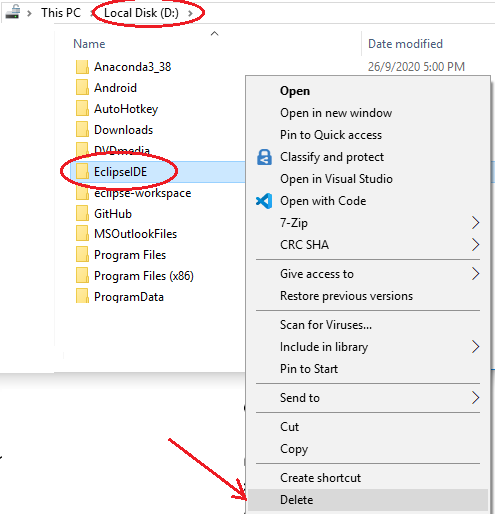 This PC > Local Disk (D:) >
Name Date modified
Anaconda3_38 26/9/2020 5:00 PM
Android
AutoHotkey
Downloads
DVDmedia
EclipseIDE
eclipse-workspace
GitHub
MSOutlookFiles
Program Files
Program Files (x86)
ProgramData
Open
Open in new window
Pin to Quick access
Classify and protect
Open in Visual Studio
Open with Code
7-Zip
CRC SHA
Give access to
Restore previous versions
Scan for Viruses...
Include in library
Pin to Start
Send to
Cut
Copy
Create shortcut
Delete